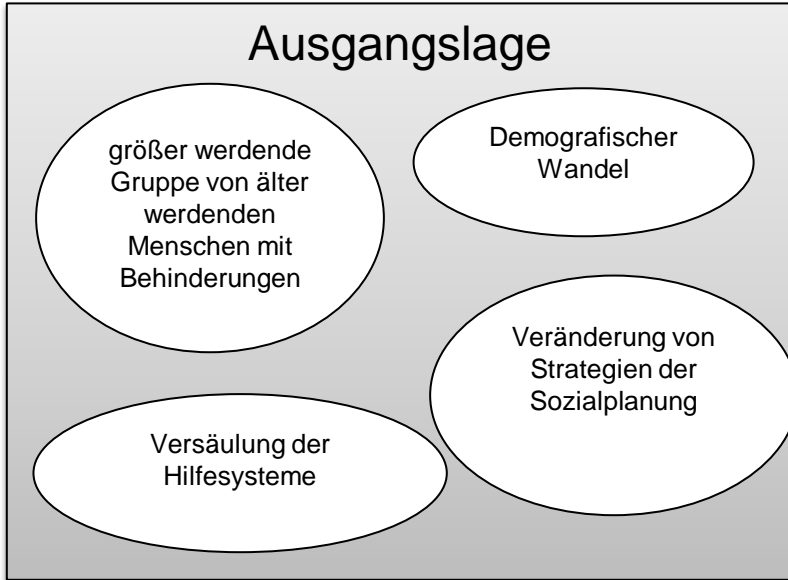 Ausgangslage
größer werdende
Gruppe von älter
werdenden
Menschen mit
Behinderungen
Demografischer
Wandel
Veränderung von
Strategien der
Sozialplanung
Versäulung der
Hilfesysteme